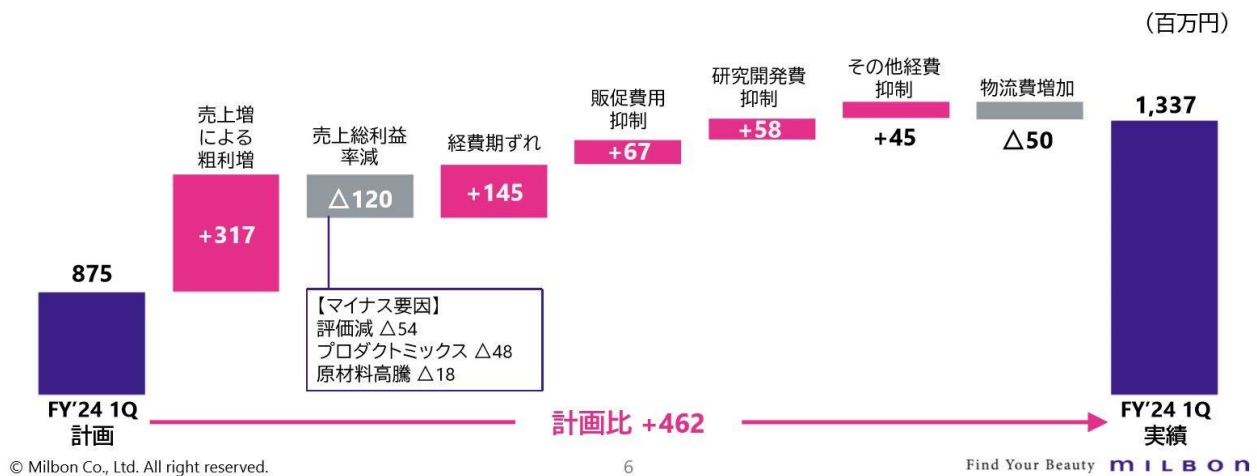 （百万円）
875
売上増
による
粗利増
+317
売上総利益
率減
△120
経費期ずれ
+145
販促費用
抑制
+67
研究開発費
抑制
+58
その他経費
抑制
+45
物流費増加
△50
1,337
【マイナス要因】
評価減 △54
プロダクトミックス △48
原材料高騰 △18
FY'24 1Q
計画
計画比 +462
FY'24 1Q
実績
© Milbon Co., Ltd. All right reserved.
6
Find Your Beauty MILBON